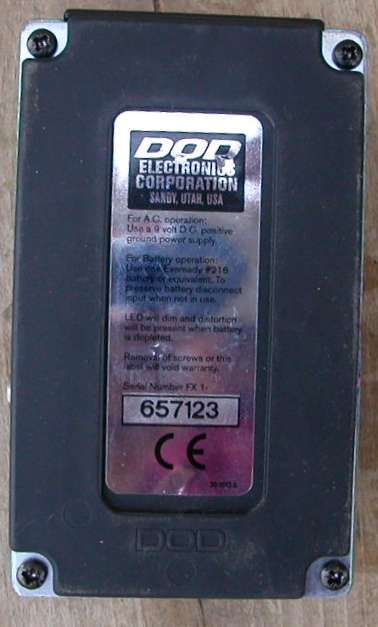 DOD
ELECTRONICS
CORPORATION
SANDY, UTAH, USA
For A.C. operation:
Use a 9 volt D.C. positive
ground power supply.
For Battery operation:
Use one Eveready #216
battery or equivalent. To
preserve battery disconnect
input when not in use.
LED will dim and distortion
will be present when battery
is depleted.
Removal of screws or this
label will void warranty.
Serial Number FX 1-
657123
CE
DOD